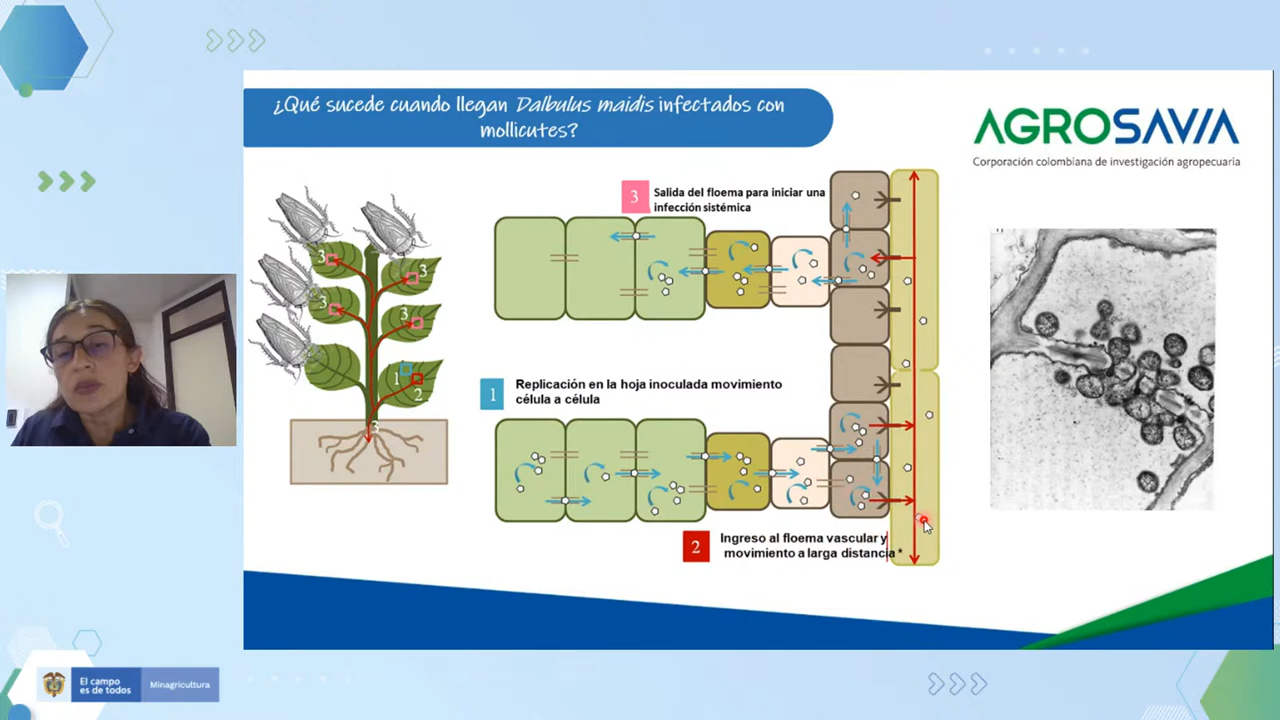 ¿Qué sucede cuando llegan Dalbulus maidis infectados con
mollicutes?
AGROSAVIA
Corporación colombiana de investigación agropecuaria
3
Salida del floema para iniciar una
infección sistémica
3
3
3
3
1
2
3
1
Replicación en la hoja inoculada movimiento
célula a célula
2
Ingreso al floema vascular y
movimiento a larga distancia *
El campo
es de todos
Minagricultura